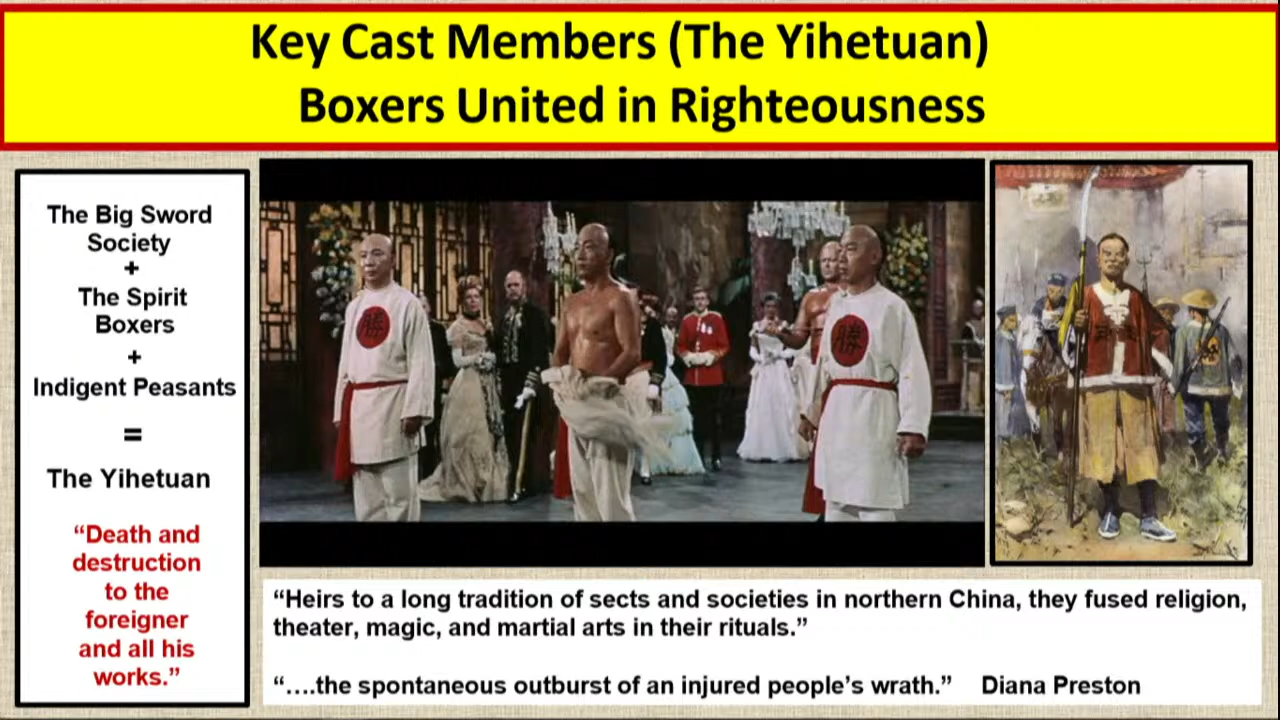 Key Cast Members (The Yihetuan)
Boxers United in Righteousness
The Big Sword
Society
+
The Spirit
Boxers
+
Indigent Peasants
=
The Yihetuan
“Death and
destruction
to the
foreigner
and all his
works.”
勝
勝
“Heirs to a long tradition of sects and societies in northern China, they fused religion,
theater, magic, and martial arts in their rituals.”
“….the spontaneous outburst of an injured people’s wrath.” Diana Preston